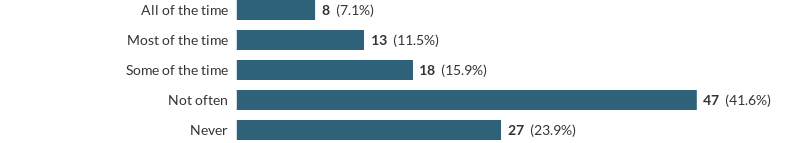 All of the time 8 (7.1%)
Most of the time 13 (11.5%)
Some of the time 18 (15.9%)
Not often 47 (41.6%)
Never 27 (23.9%)